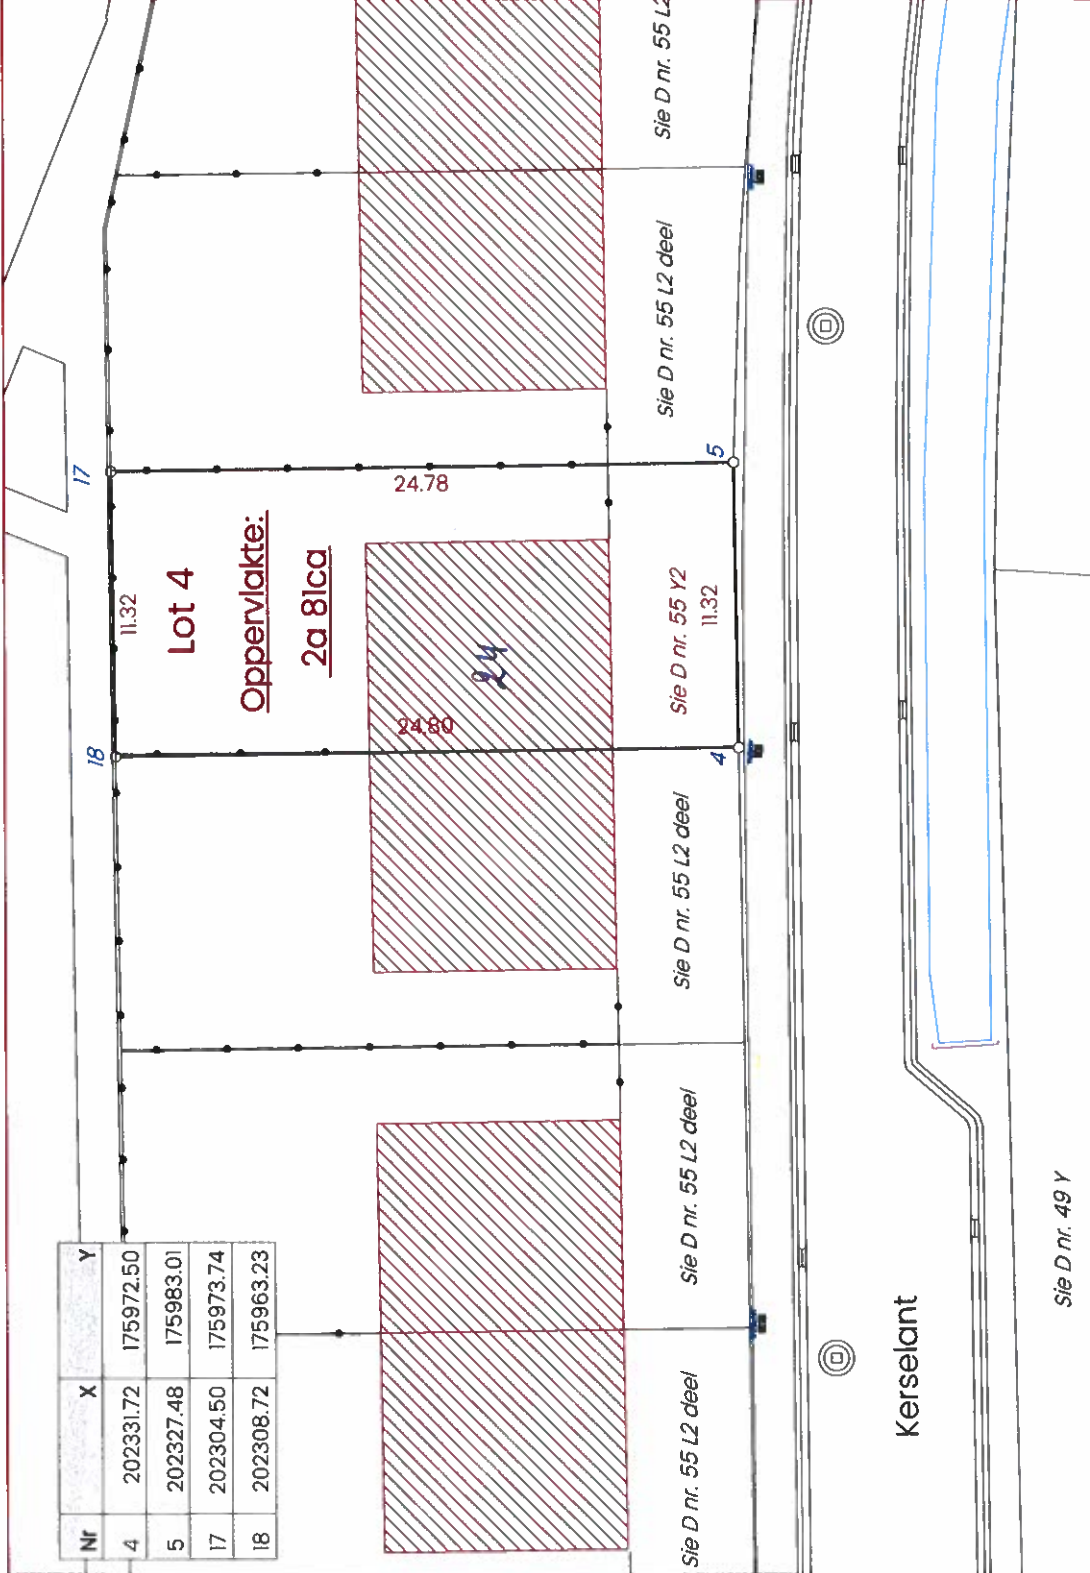 Nr X Y
4 202331.72 175972.50
5 202327.48 175983.01
17 202304.50 175973.74
18 202308.72 175963.23
18
17
11.32
Lot 4
Oppervlakte:
2a 81ca
24.80
24.78
24
Sie D nr. 55 Y2
11.32
4
5
Sie D nr. 55 L2 deel
Sie D nr. 55 L2 deel
Sie D nr. 55 L2 deel
Sie D nr. 55 L2 deel
Sie D nr. 55 L2
Kerselant
Sie D nr. 49 Y